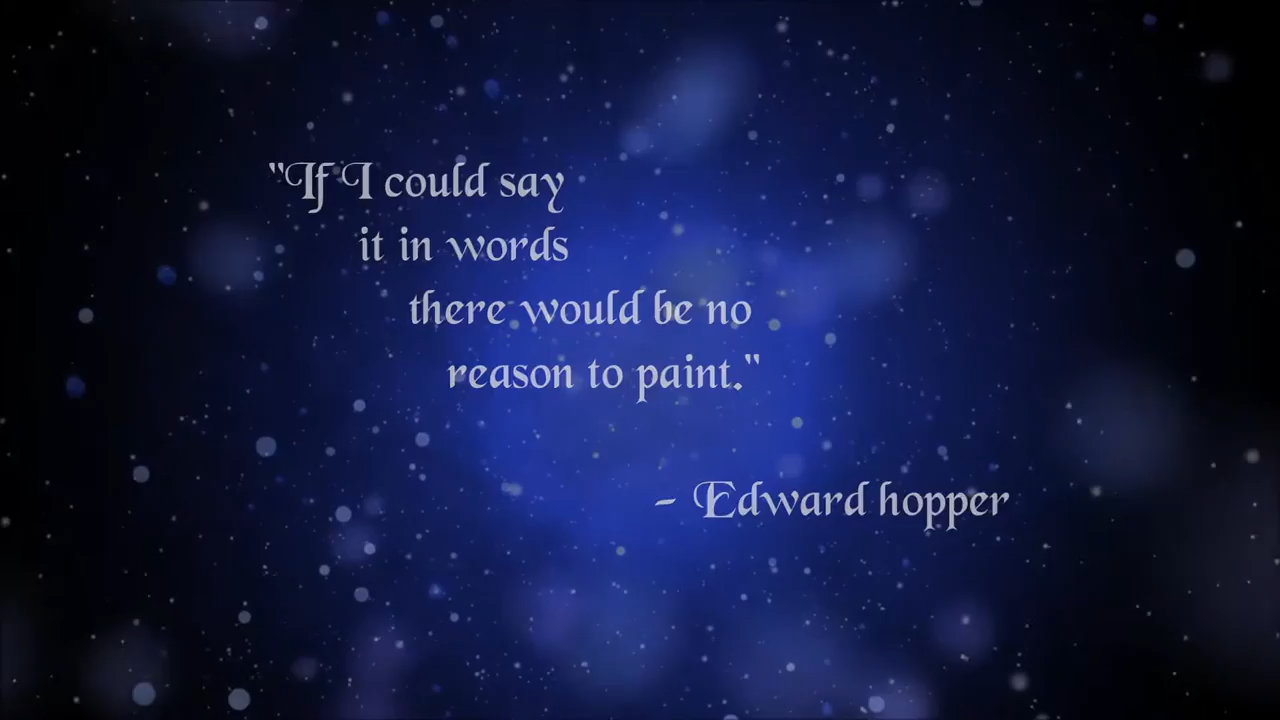 "If I could say
it in words
there would be no
reason to paint."
- Edward hopper